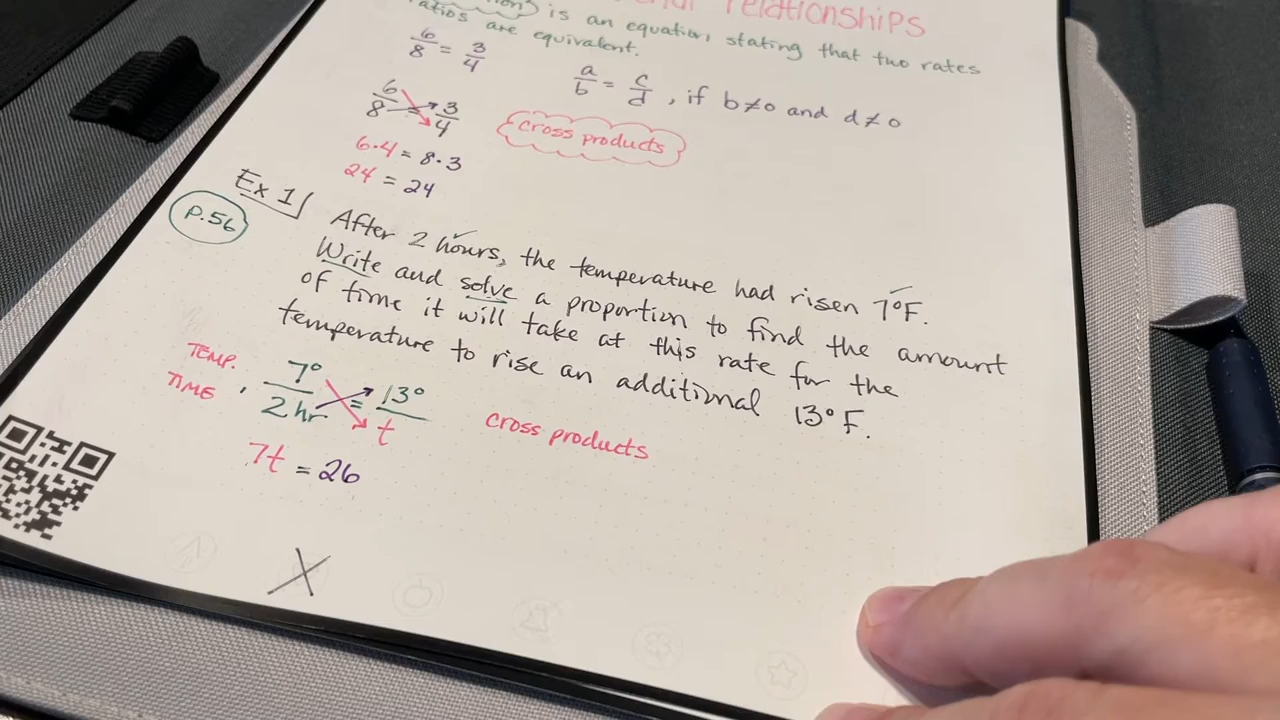 relationships
is an equation stating that two rates
ratios are equivalent.
6/8 = 3/4
a/b = c/d, if b≠0 and d≠0
6/8 = 3/4
cross products
6·4 = 8·3
24 = 24
Ex 1
p.56
After 2 hours, the temperature had risen 7°F.
Write and solve a proportion to find the amount
of time it will take at this rate for the
temperature to rise an additional 13°F.
TEMP.
TIME
7°/2 hr = 13°/t
cross products
7t = 26
X